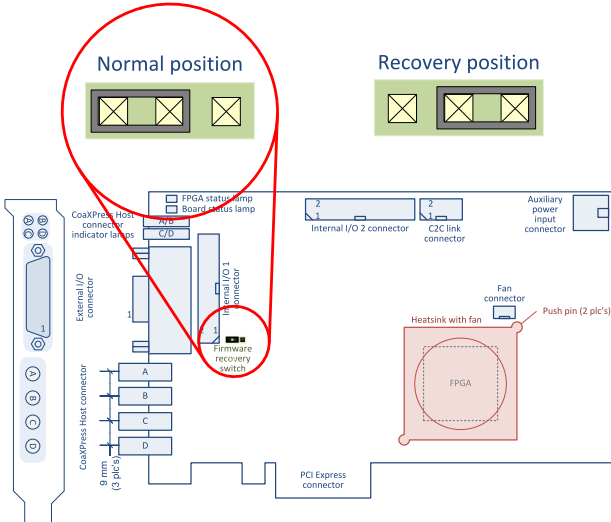 Normal position
Recovery position
FPGA status lamp
Board status lamp
CoaXPress Host
connector
indicator lamps
A/B
C/D
2
1
Internal I/O 2 connector
2
1
C2C link
connector
Auxiliary
power
input
connector
A
B
C
D
External I/O
connector
1
1
Internal I/O 1
connector
2
1
Firmware
recovery
switch
Fan
connector
Push pin (2 plc's)
Heatsink with fan
FPGA
A
B
C
D
CoaXPress Host connector
A
B
C
D
9 mm
(3 plc's)
PCI Express
connector